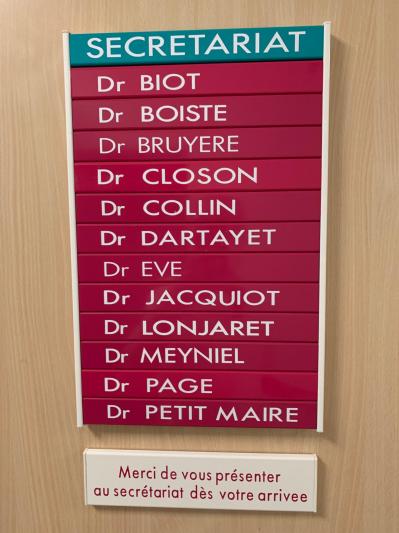 SECRETARIAT
Dr BIOT
Dr BOISTE
Dr BRUYERE
Dr CLOSON
Dr COLLIN
Dr DARTAYET
Dr EVE
Dr JACQUIOT
Dr LONJARET
Dr MEYNIEL
Dr PAGE
Dr PETIT MAIRE
Merci de vous présenter
au secrétariat dès votre arrivee